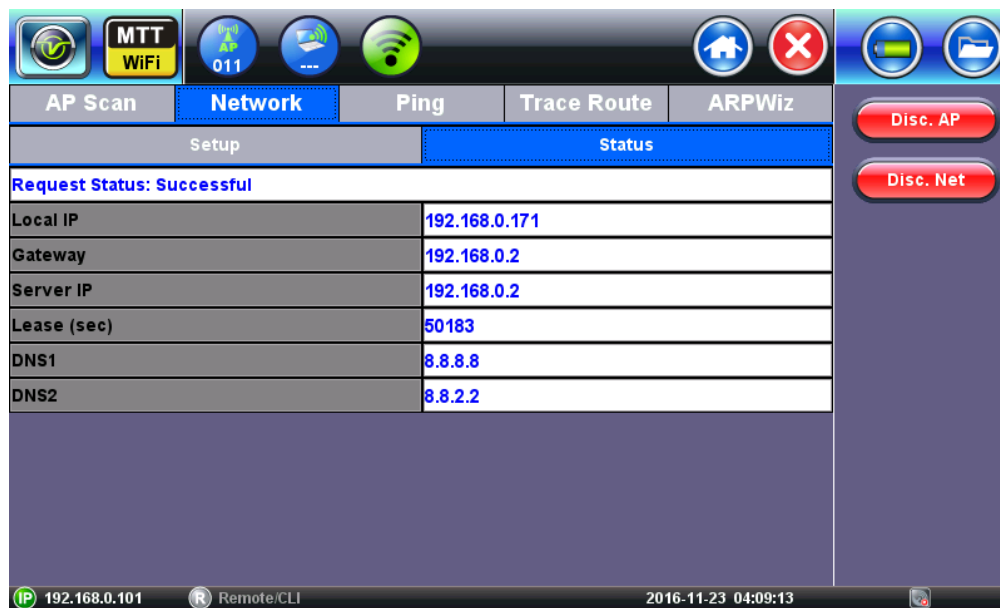 MTT
WiFi
AP
011
---
AP Scan Network Ping Trace Route ARPWiz
Disc. AP
Setup Status
Disc. Net
Request Status: Successful
Local IP 192.168.0.171
Gateway 192.168.0.2
Server IP 192.168.0.2
Lease (sec) 50183
DNS1 8.8.8.8
DNS2 8.8.2.2
IP 192.168.0.101 R Remote/CLI 2016-11-23 04:09:13